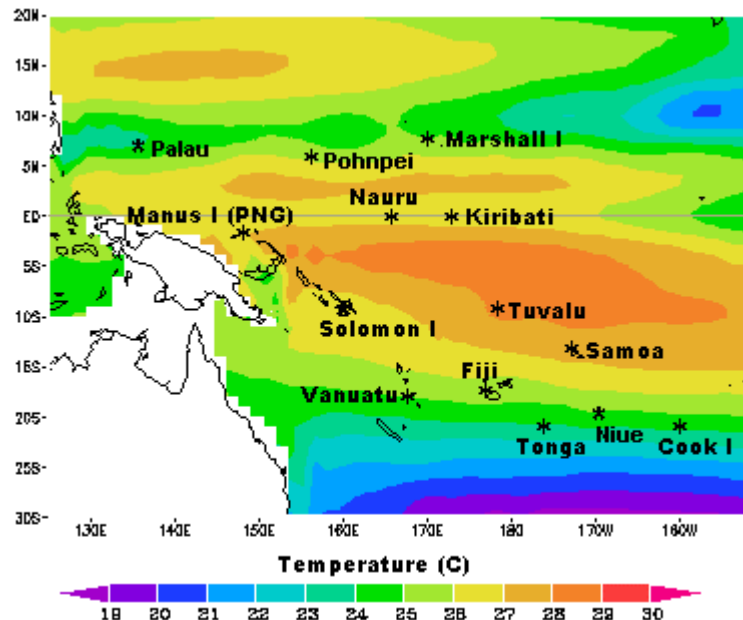 20N
15N
10N
Marshall I
Palau
Pohnpei
5N
Nauru
Manus I (PNG)
Kiribati
EQ
5S
10S
Tuvalu
Solomon I
Samoa
15S
Fiji
Vanuatu
20S
Tonga
Niue
Cook I
25S
30S
130E 140E 150E 160E 170E 180 170W 160W
Temperature (C)
19 20 21 22 23 24 25 26 27 28 29 30